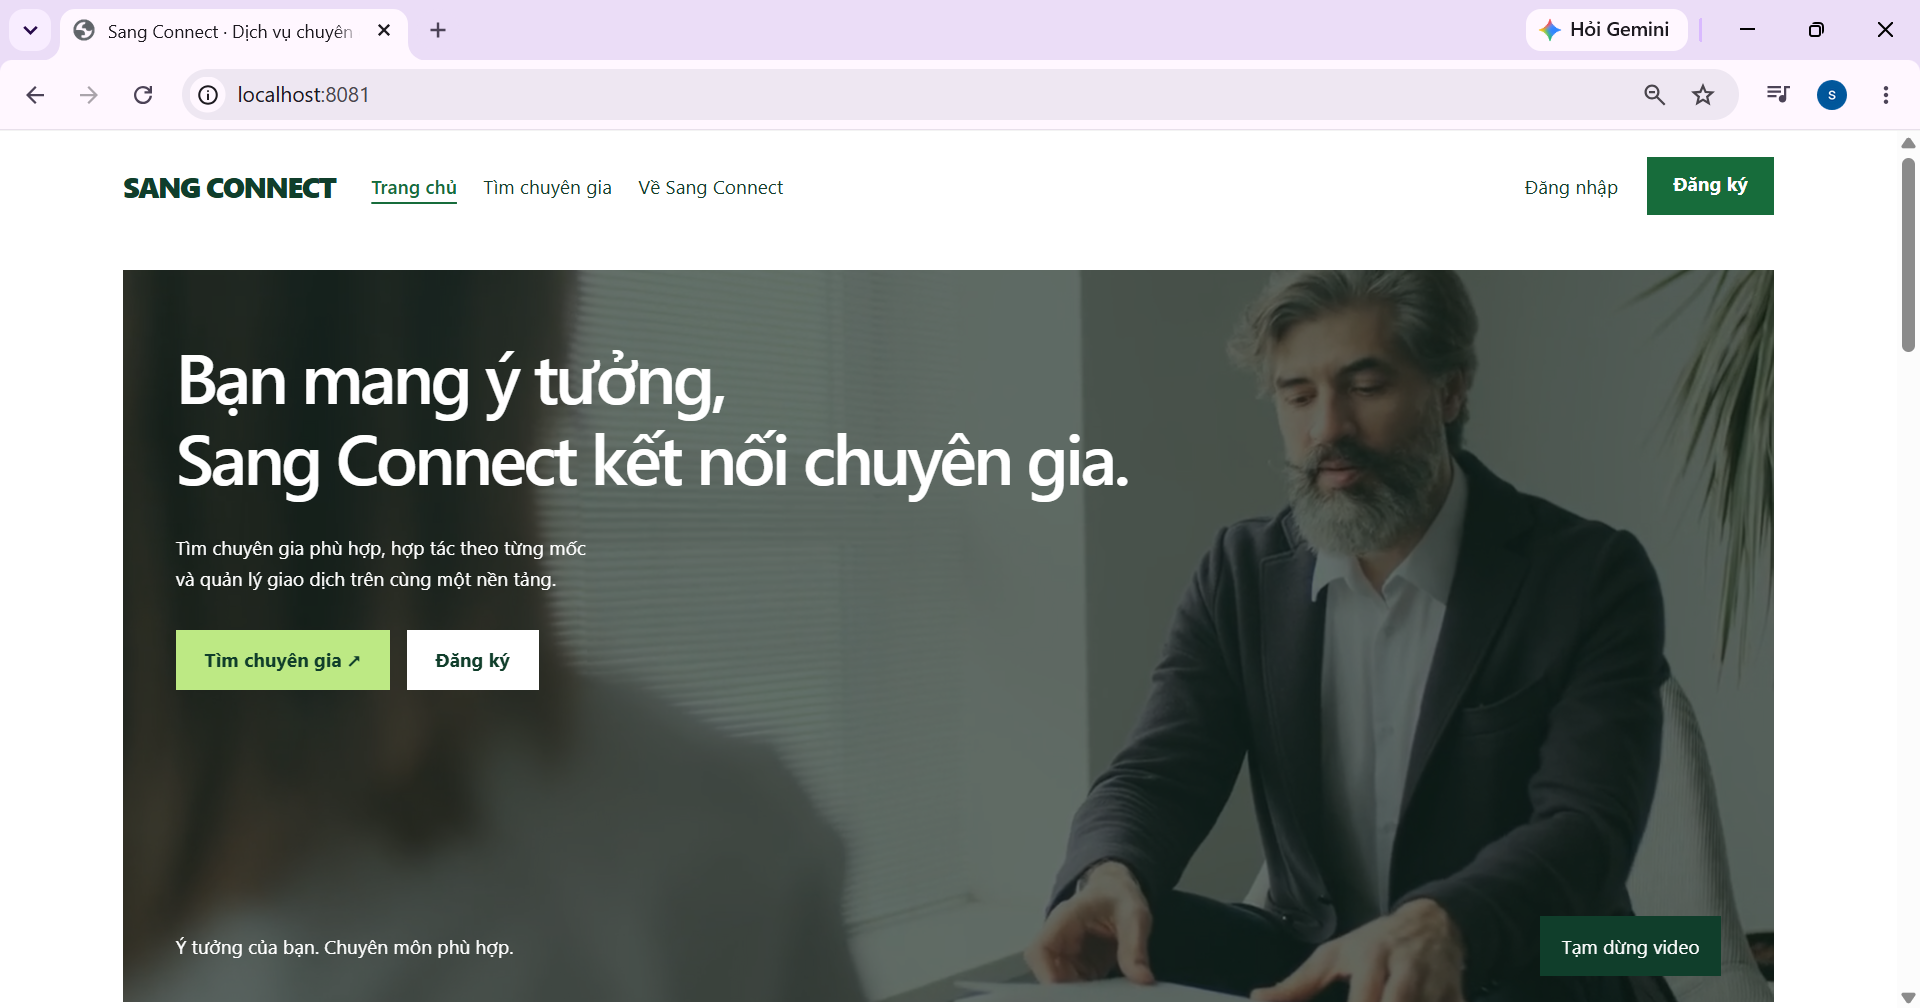 Sang Connect · Dịch vụ chuyên
Hỏi Gemini
localhost:8081
s
SANG CONNECT
Trang chủ
Tìm chuyên gia
Về Sang Connect
Đăng nhập
Đăng ký
Bạn mang ý tưởng,
Sang Connect kết nối chuyên gia.
Tìm chuyên gia phù hợp, hợp tác theo từng mốc
và quản lý giao dịch trên cùng một nền tảng.
Tìm chuyên gia ↗
Đăng ký
Ý tưởng của bạn. Chuyên môn phù hợp.
Tạm dừng video